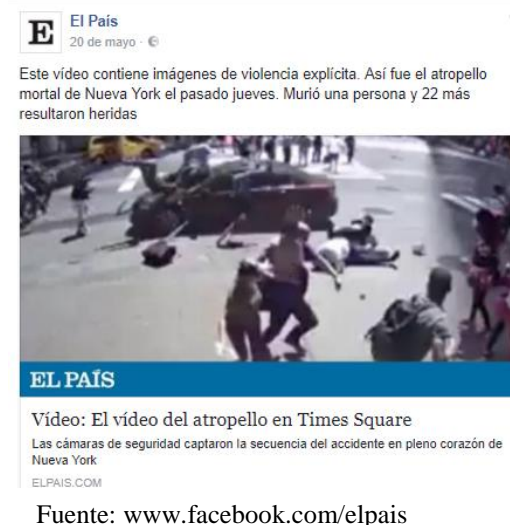 El País
20 de mayo ·
Este vídeo contiene imágenes de violencia explícita. Así fue el atropello
mortal de Nueva York el pasado jueves. Murió una persona y 22 más
resultaron heridas
EL PAÍS
Vídeo: El vídeo del atropello en Times Square
Las cámaras de seguridad captaron la secuencia del accidente en pleno corazón de
Nueva York
ELPAIS.COM
Fuente: www.facebook.com/elpais